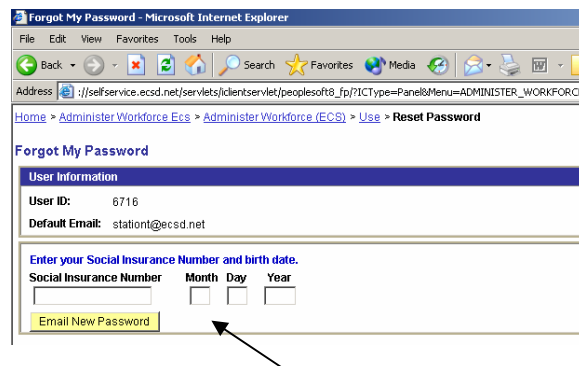 Forgot My Password - Microsoft Internet Explorer
File Edit View Favorites Tools Help
Back Search Favorites Media
Address ://selfservice.ecsd.net/servlets/iclientservlet/peoplesoft8_fp/?ICType=Panel&Menu=ADMINISTER_WORKFORC
Home > Administer Workforce Ecs > Administer Workforce (ECS) > Use > Reset Password
Forgot My Password
User Information
User ID: 6716
Default Email: stationt@ecsd.net
Enter your Social Insurance Number and birth date.
Social Insurance Number Month Day Year
Email New Password